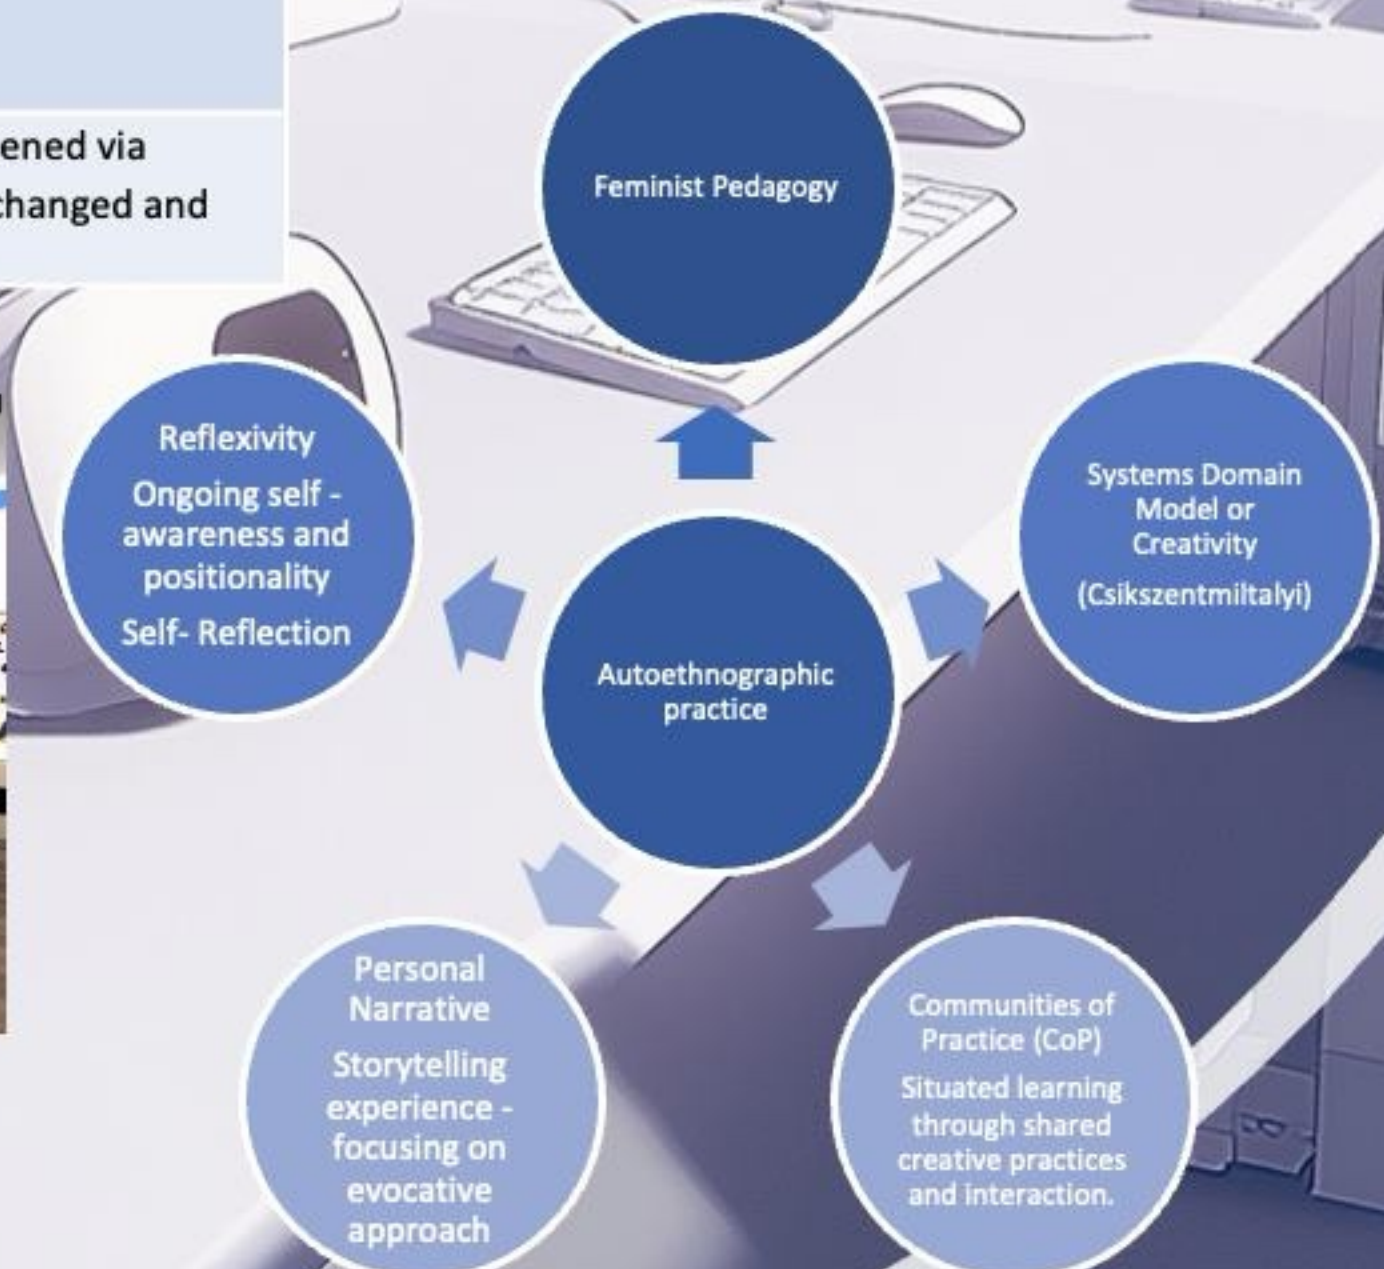 ened via
changed and
Feminist Pedagogy
Reflexivity
Ongoing self -
awareness and
positionality
Self- Reflection
Systems Domain
Model or
Creativity
(Csikszentmiltalyi)
Autoethnographic
practice
Personal
Narrative
Storytelling
experience -
focusing on
evocative
approach
Communities of
Practice (CoP)
Situated learning
through shared
creative practices
and interaction.